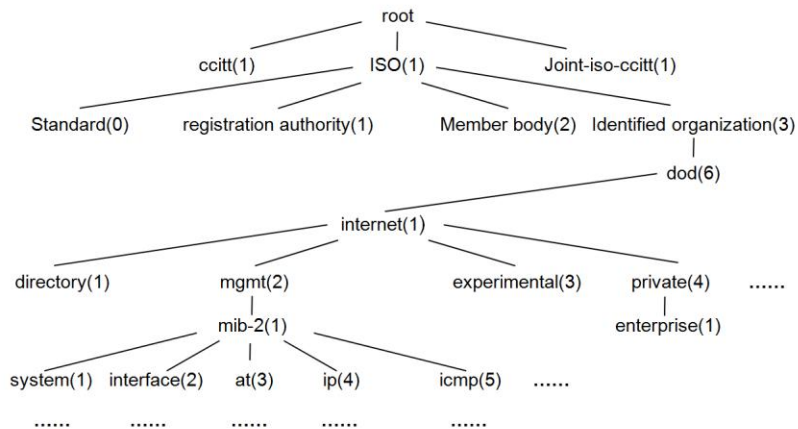 root
ccitt(1) ISO(1) Joint-iso-ccitt(1)
Standard(0) registration authority(1) Member body(2) Identified organization(3)
dod(6)
internet(1)
directory(1) mgmt(2) experimental(3) private(4) ......
mib-2(1) enterprise(1)
system(1) interface(2) at(3) ip(4) icmp(5) ......
...... ...... ...... ...... ......